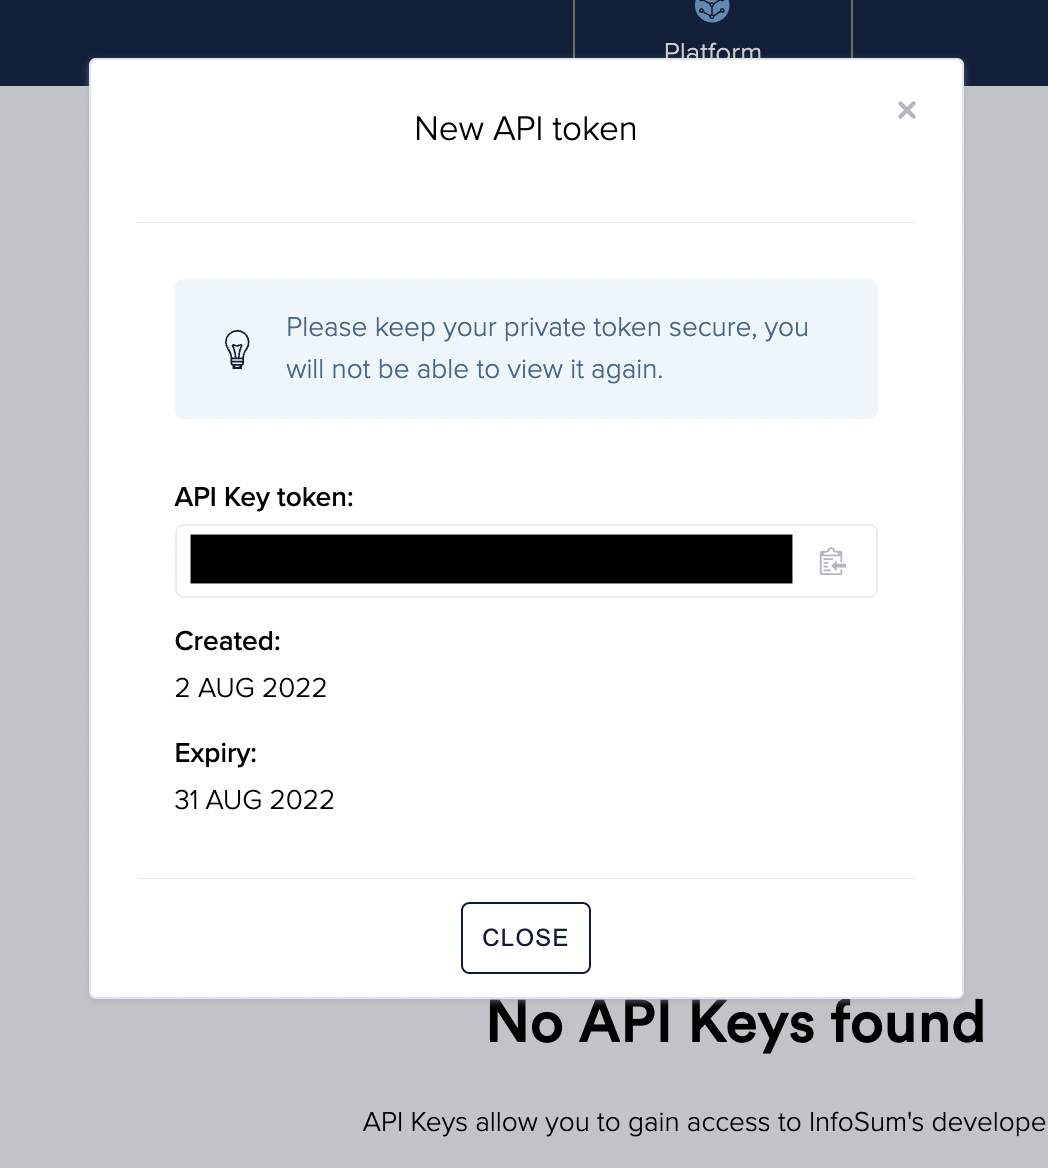 Platform
New API token
Please keep your private token secure, you
will not be able to view it again.
API Key token:
Created:
2 AUG 2022
Expiry:
31 AUG 2022
CLOSE
No API Keys found
API Keys allow you to gain access to InfoSum's develope